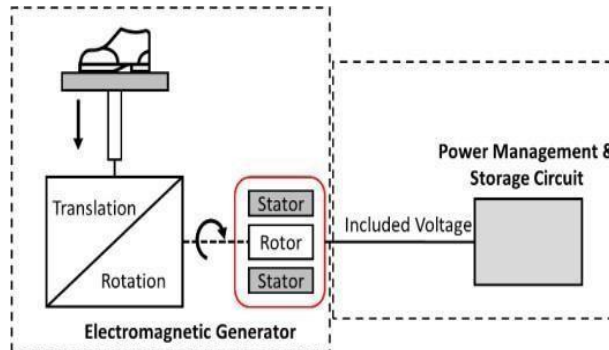 Power Management &
Storage Circuit
Translation
Rotation
Stator
Rotor
Stator
Included Voltage
Electromagnetic Generator